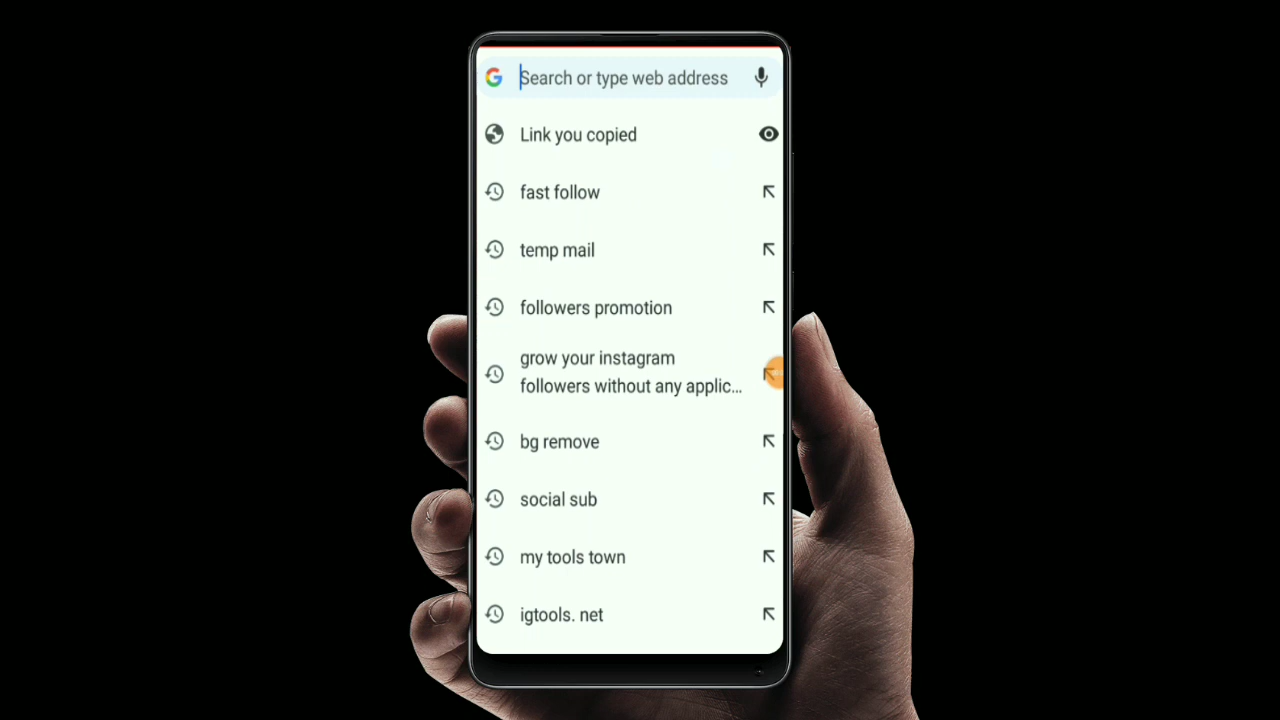 Search or type web address
Link you copied
fast follow
temp mail
followers promotion
grow your instagram
followers without any applic...
bg remove
social sub
my tools town
igtools. net